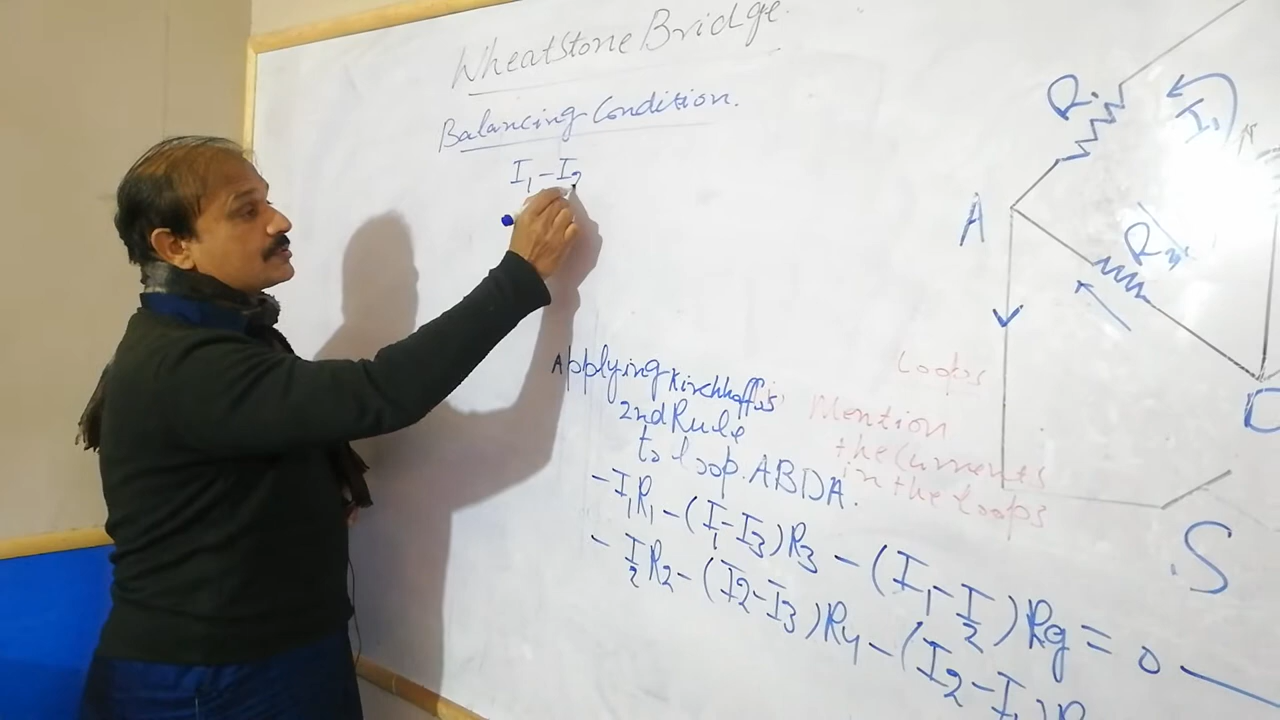 Wheatstone Bridge.
Balancing Condition.
I₁ - I₂
Applying Kirchhoff's
2nd Rule
to loop. ABDA.
-I₁R₁ - (I₁-I₃)R₃ - (I₁-I₂)Rg = 0
-I₂R₂ - (I₂-I₃)R₄ - (I₂-I₁)R
Loops
Mention
the Currents
in the loops
R₁
I₁
A
R₃
S